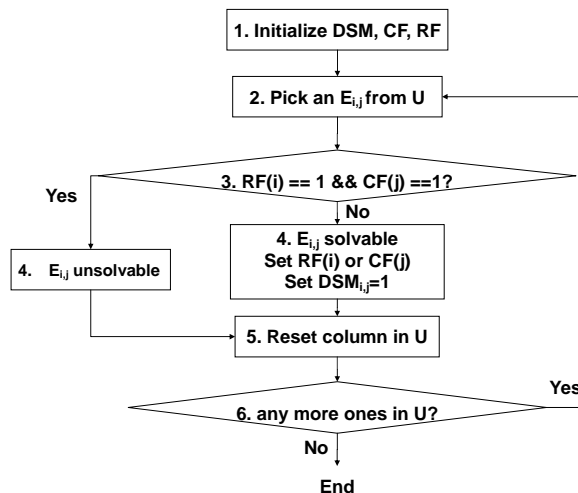 1. Initialize DSM, CF, RF
2. Pick an Ei,j from U
3. RF(i) == 1 && CF(j) ==1?
Yes
No
4. Ei,j solvable
Set RF(i) or CF(j)
Set DSMi,j=1
4. Ei,j unsolvable
5. Reset column in U
6. any more ones in U?
Yes
No
End